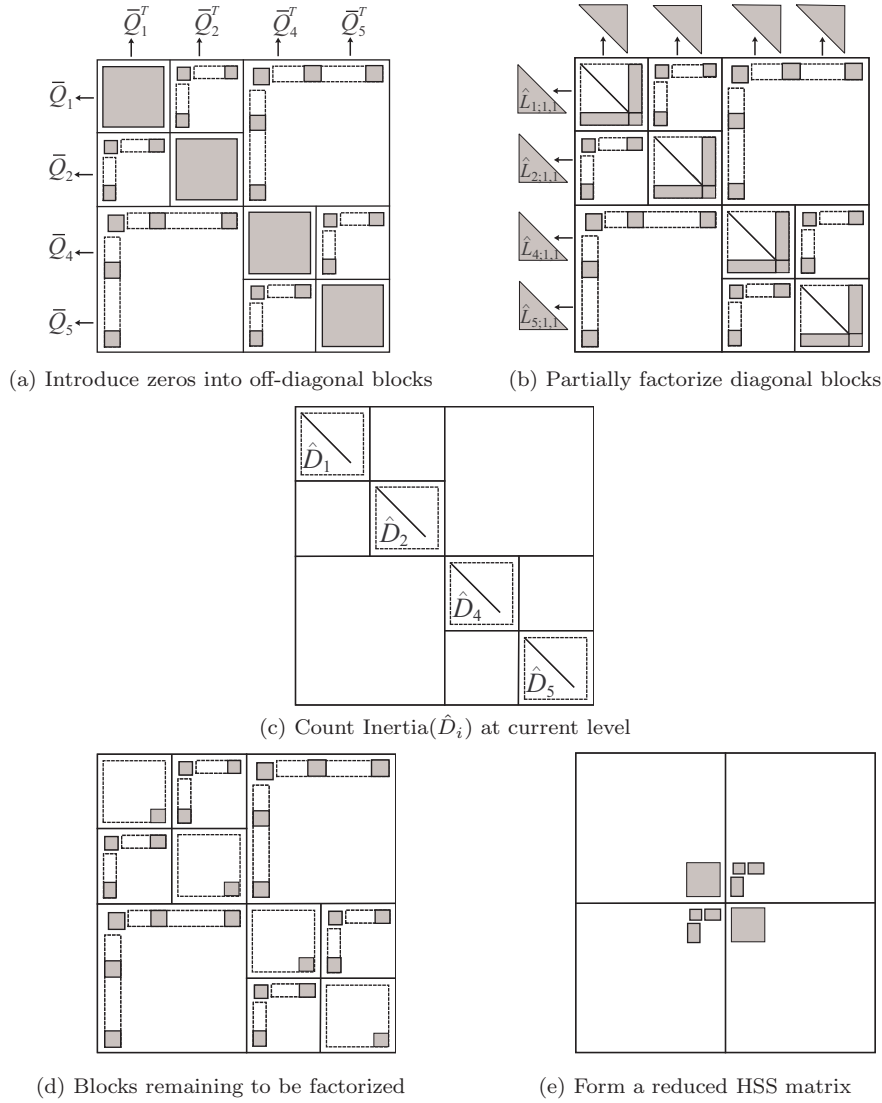 Q̅₁ᵀ Q̅₂ᵀ Q̅₄ᵀ Q̅₅ᵀ
Q̅₁
Q̅₂
Q̅₄
Q̅₅
L̂₁;₁,₁
L̂₂;₁,₁
L̂₄;₁,₁
L̂₅;₁,₁
(a) Introduce zeros into off-diagonal blocks
(b) Partially factorize diagonal blocks
D̂₁
D̂₂
D̂₄
D̂₅
(c) Count Inertia(D̂ᵢ) at current level
(d) Blocks remaining to be factorized
(e) Form a reduced HSS matrix